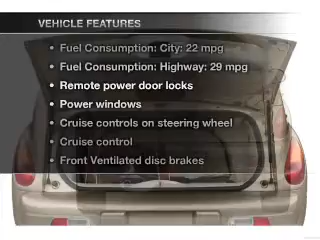 VEHICLE FEATURES
• Fuel Consumption: City: 22 mpg
• Fuel Consumption: Highway: 29 mpg
• Remote power door locks
• Power windows
• Cruise controls on steering wheel
• Cruise control
• Front Ventilated disc brakes